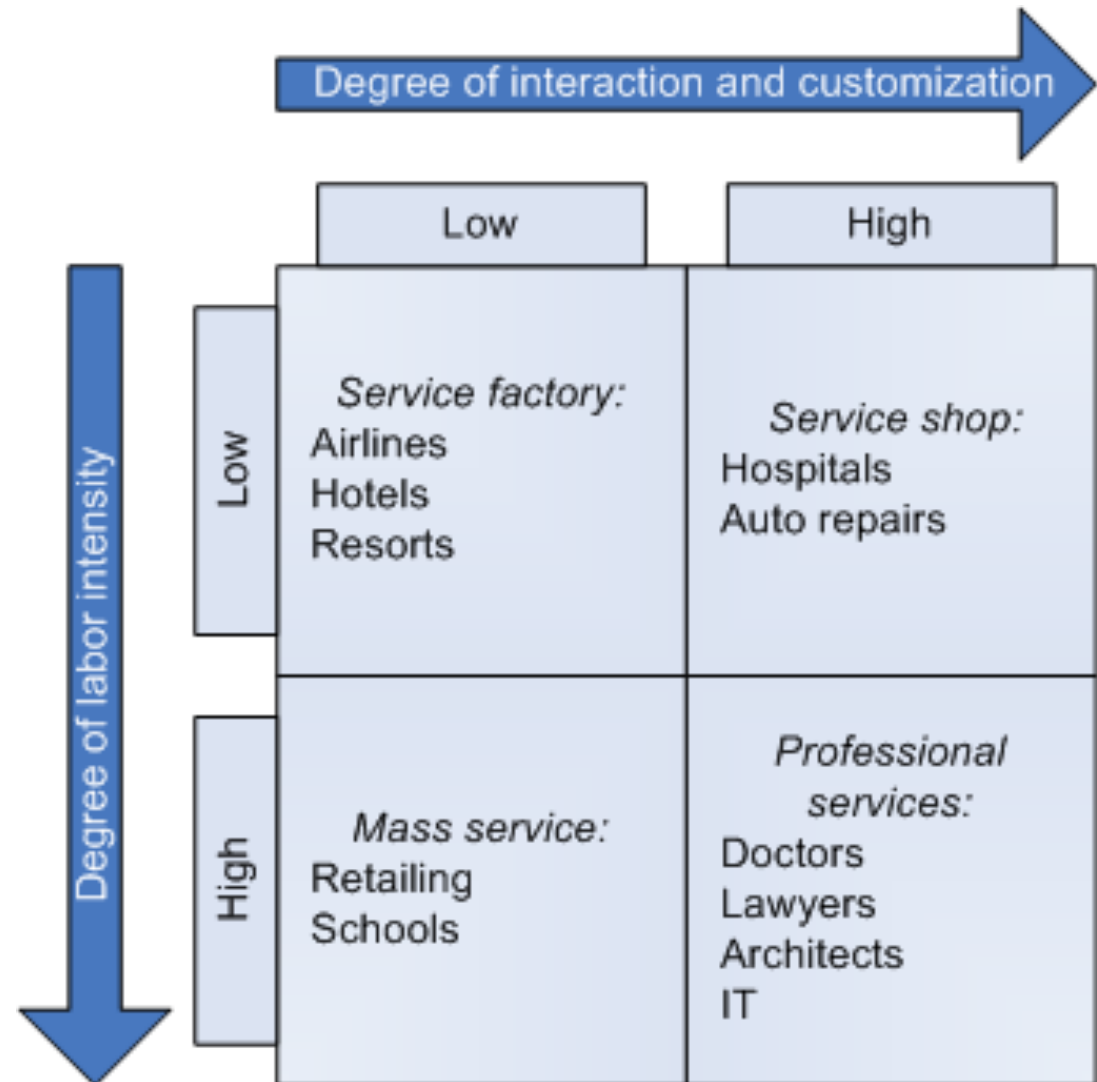 Degree of interaction and customization
Low
High
Degree of labor intensity
Low
Service factory:
Airlines
Hotels
Resorts
Service shop:
Hospitals
Auto repairs
High
Mass service:
Retailing
Schools
Professional
services:
Doctors
Lawyers
Architects
IT